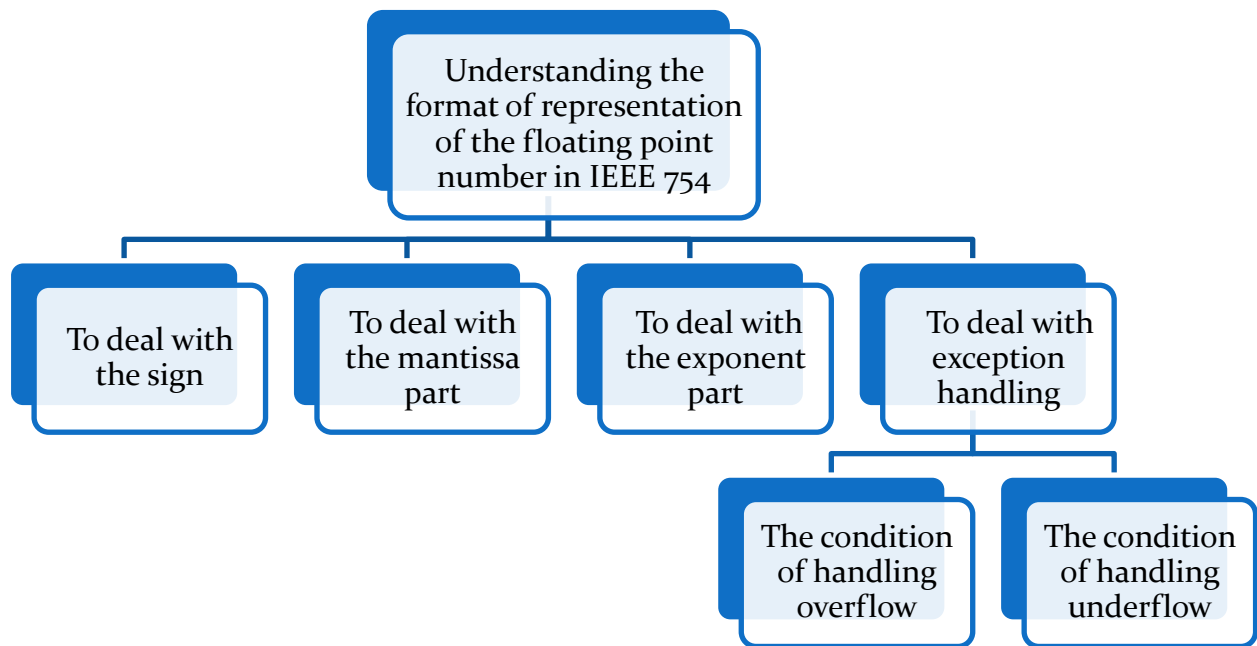 Understanding the
format of representation
of the floating point
number in IEEE 754
To deal with
the sign
To deal with
the mantissa
part
To deal with
the exponent
part
To deal with
exception
handling
The condition
of handling
overflow
The condition
of handling
underflow